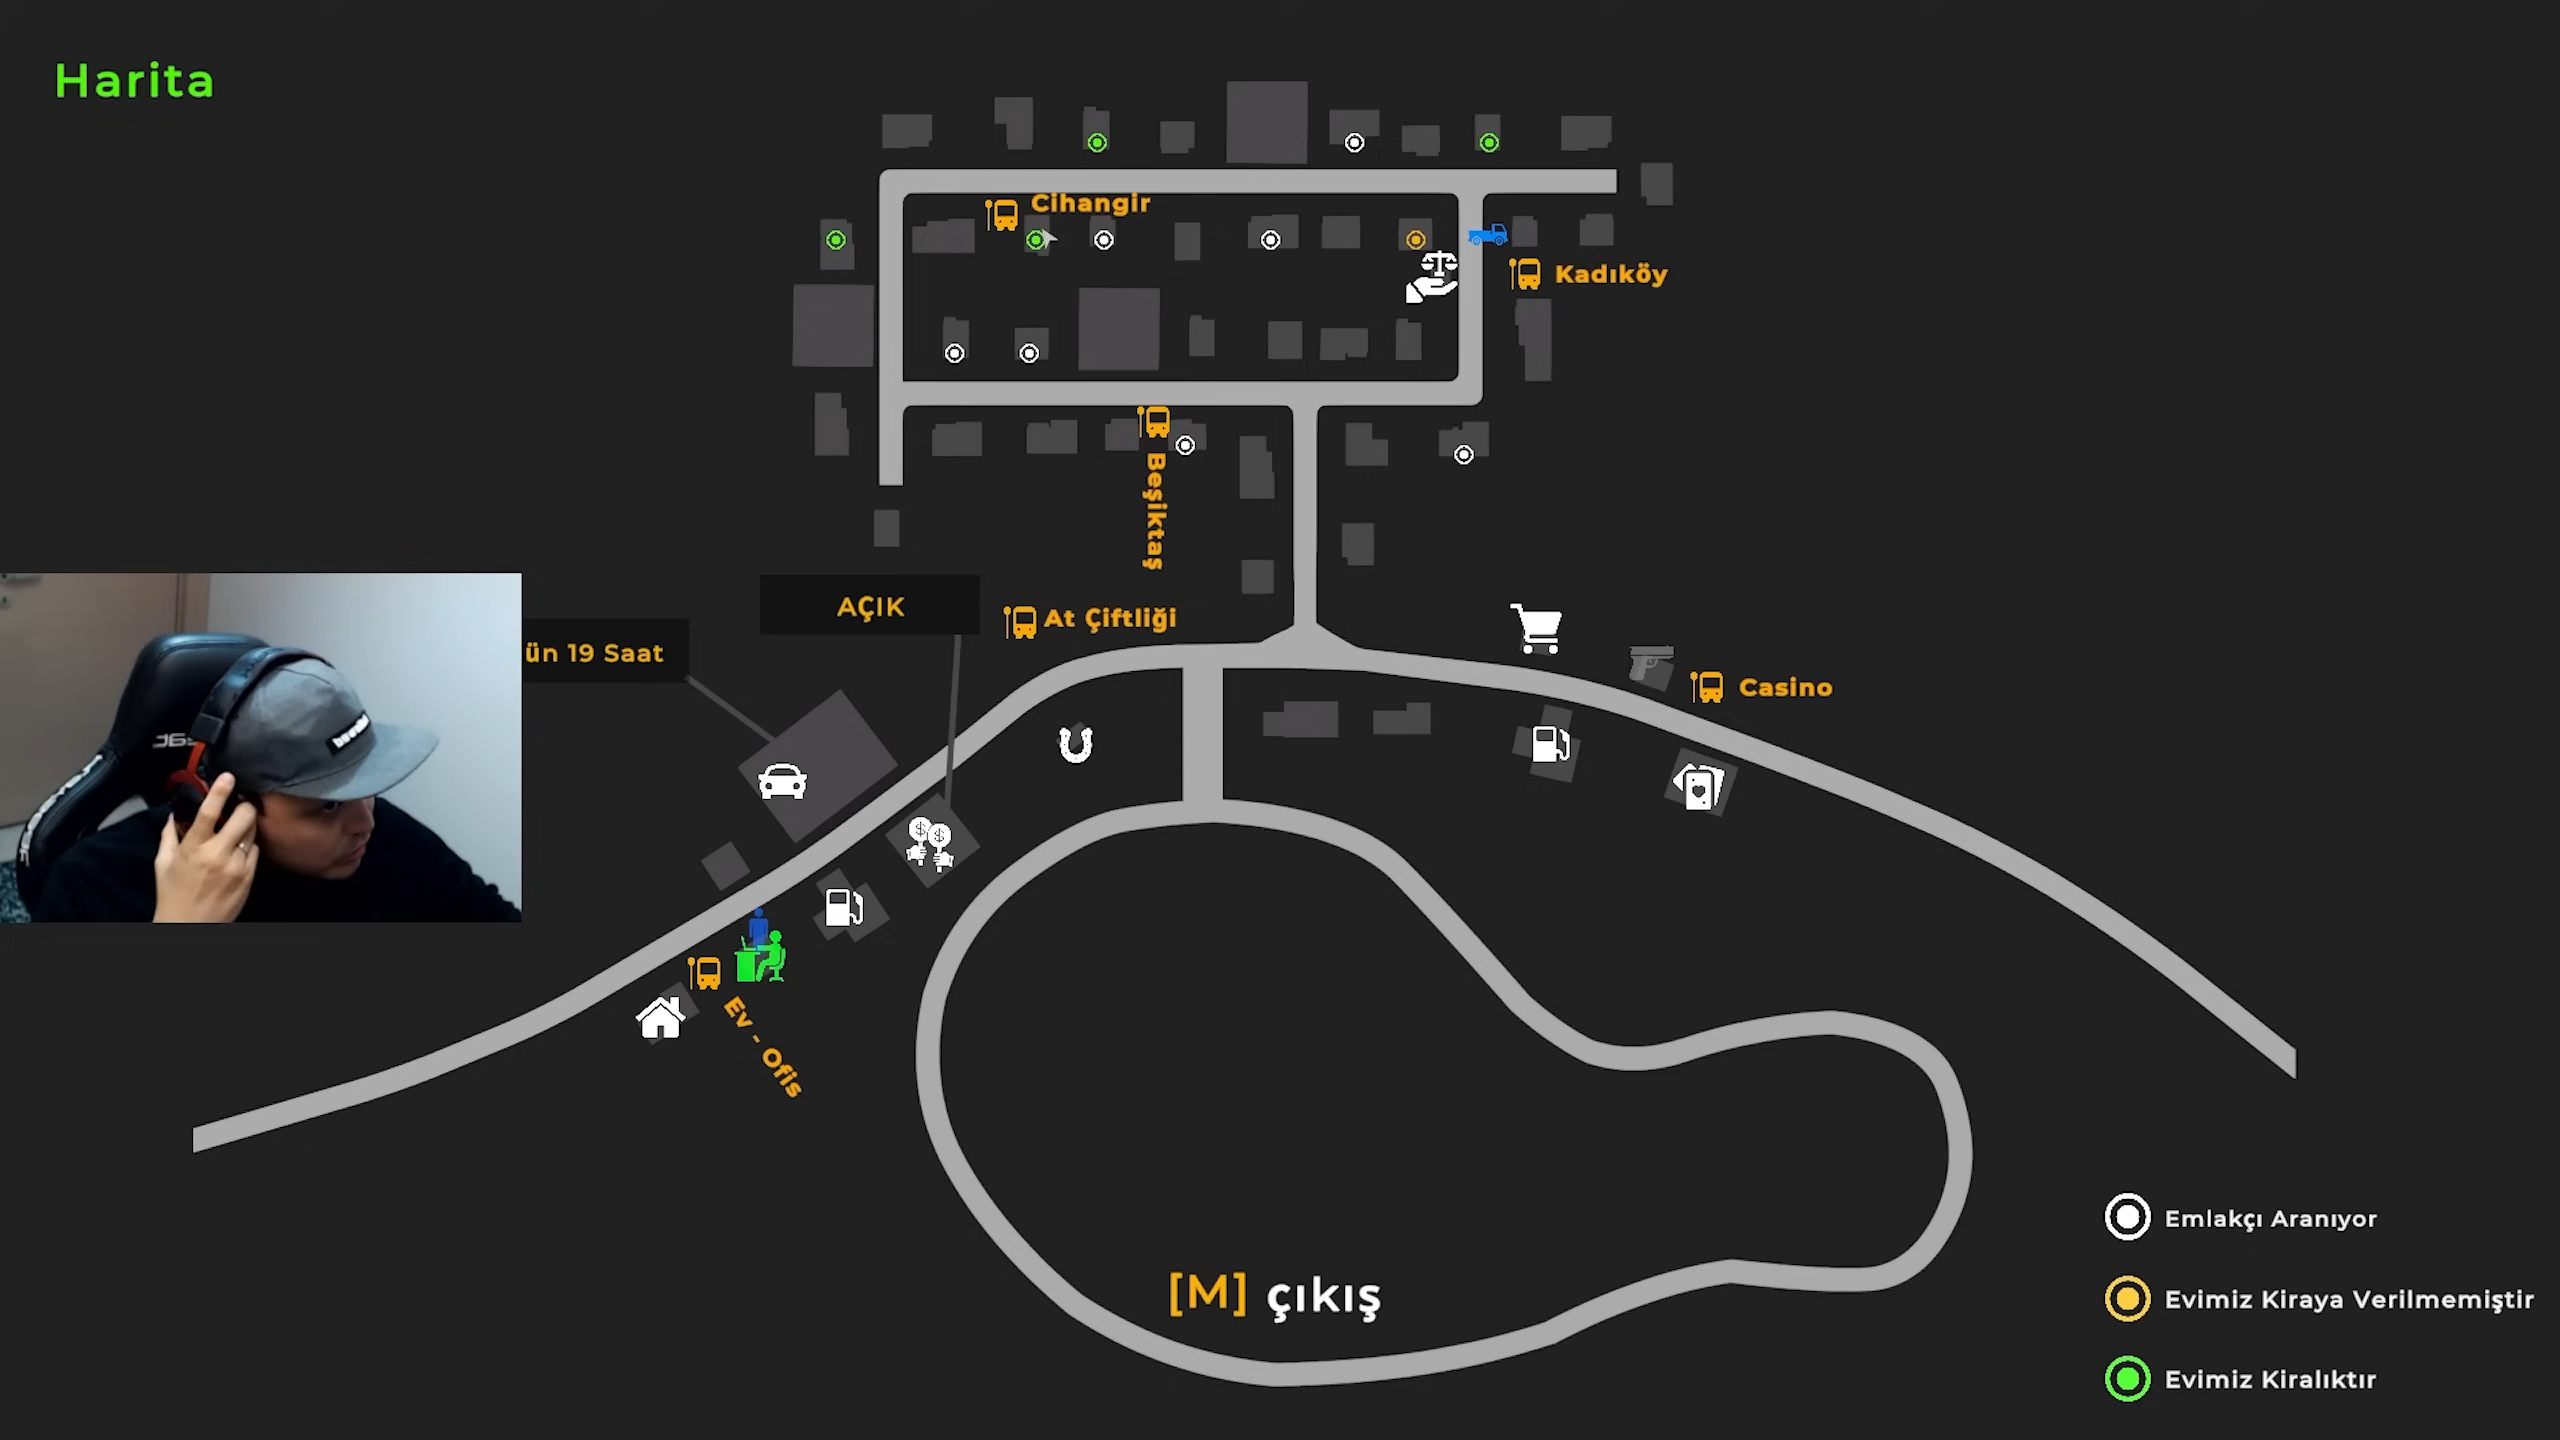 Harita
Cihangir
Kadıköy
Beşiktaş
AÇIK
At Çiftliği
ün 19 Saat
Casino
Ev - Ofis
[M] çıkış
Emlakçı Aranıyor
Evimiz Kiraya Verilmemiştir
Evimiz Kiralıktır